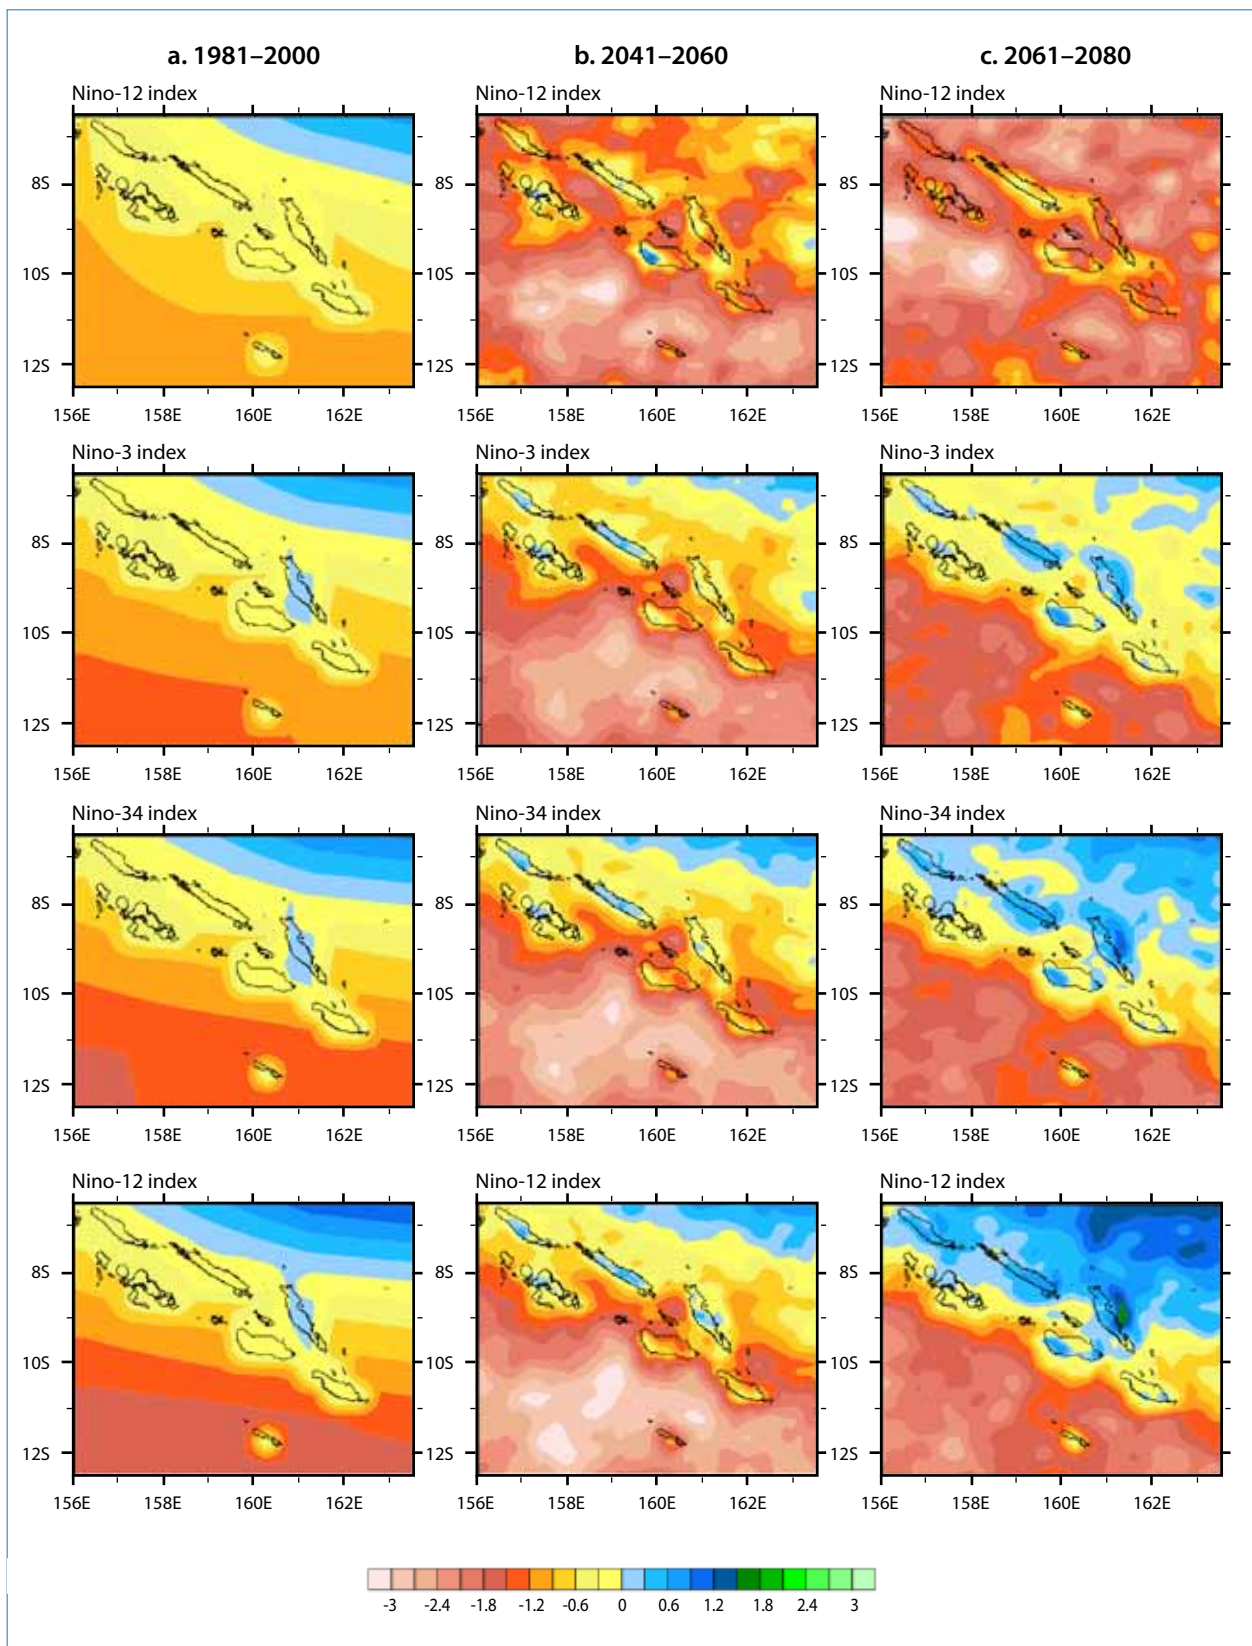 a. 1981–2000 b. 2041–2060 c. 2061–2080
Nino-12 index Nino-12 index Nino-12 index
8S 8S 8S
10S 10S 10S
12S 12S 12S
156E 158E 160E 162E 156E 158E 160E 162E 156E 158E 160E 162E
Nino-3 index Nino-3 index Nino-3 index
8S 8S 8S
10S 10S 10S
12S 12S 12S
156E 158E 160E 162E 156E 158E 160E 162E 156E 158E 160E 162E
Nino-34 index Nino-34 index Nino-34 index
8S 8S 8S
10S 10S 10S
12S 12S 12S
156E 158E 160E 162E 156E 158E 160E 162E 156E 158E 160E 162E
Nino-12 index Nino-12 index Nino-12 index
8S 8S 8S
10S 10S 10S
12S 12S 12S
156E 158E 160E 162E 156E 158E 160E 162E 156E 158E 160E 162E
-3 -2.4 -1.8 -1.2 -0.6 0 0.6 1.2 1.8 2.4 3